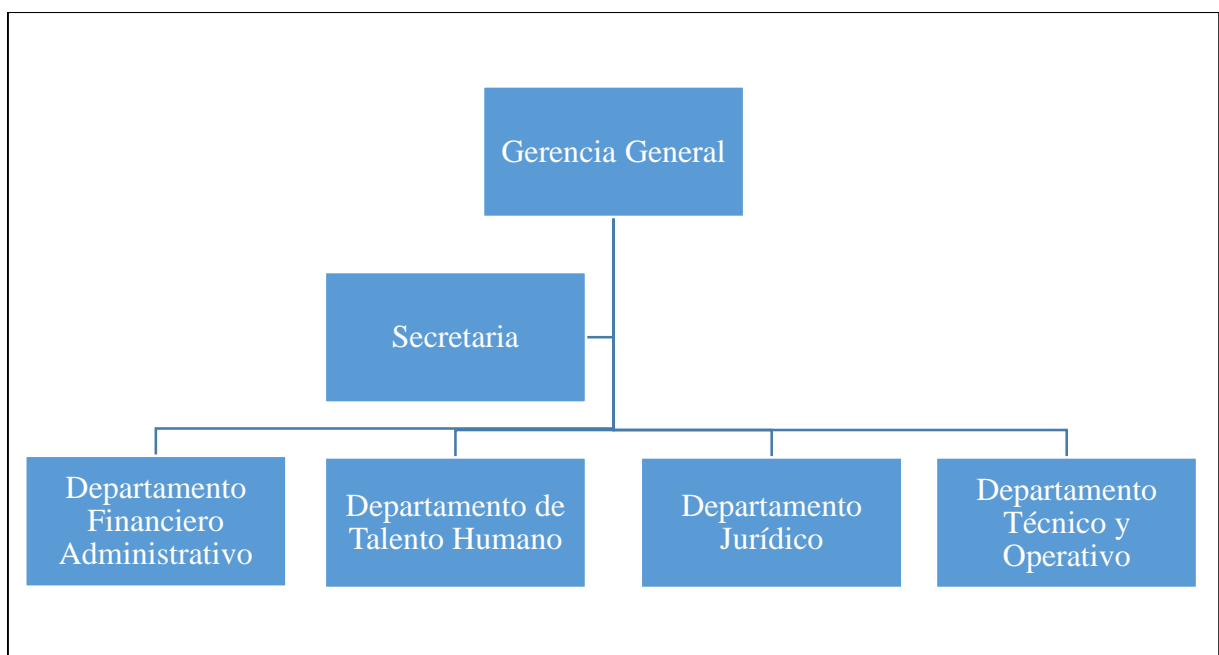 Gerencia General
Secretaria
Departamento
Financiero
Administrativo
Departamento de
Talento Humano
Departamento
Jurídico
Departamento
Técnico y
Operativo